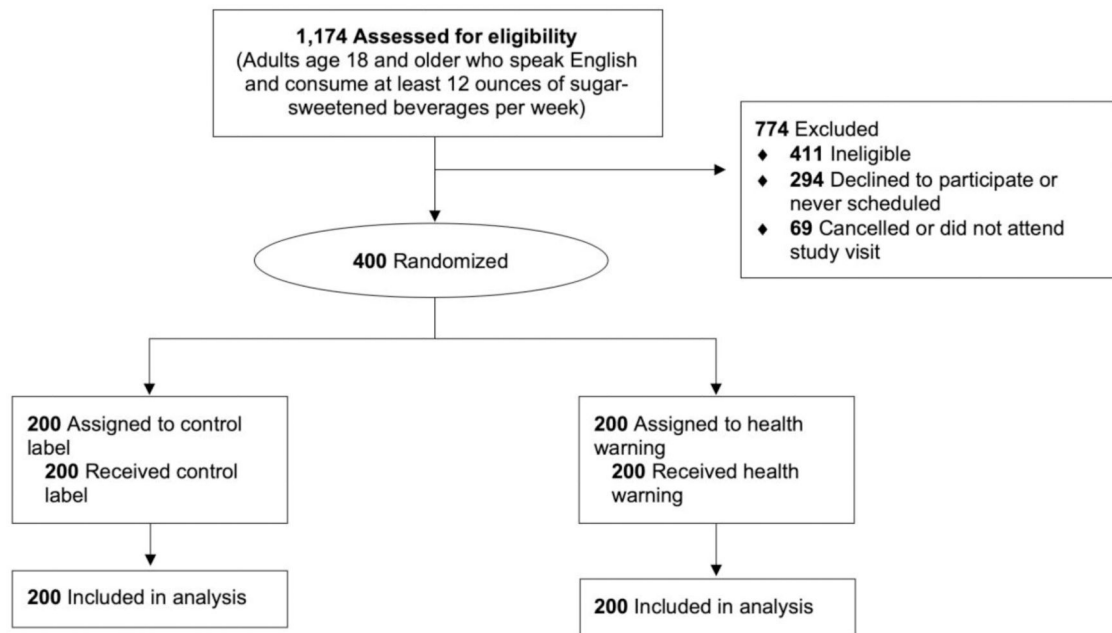 1,174 Assessed for eligibility
(Adults age 18 and older who speak English
and consume at least 12 ounces of sugar-
sweetened beverages per week)
774 Excluded
♦ 411 Ineligible
♦ 294 Declined to participate or
never scheduled
♦ 69 Cancelled or did not attend
study visit
400 Randomized
200 Assigned to control
label
200 Received control
label
200 Assigned to health
warning
200 Received health
warning
200 Included in analysis
200 Included in analysis